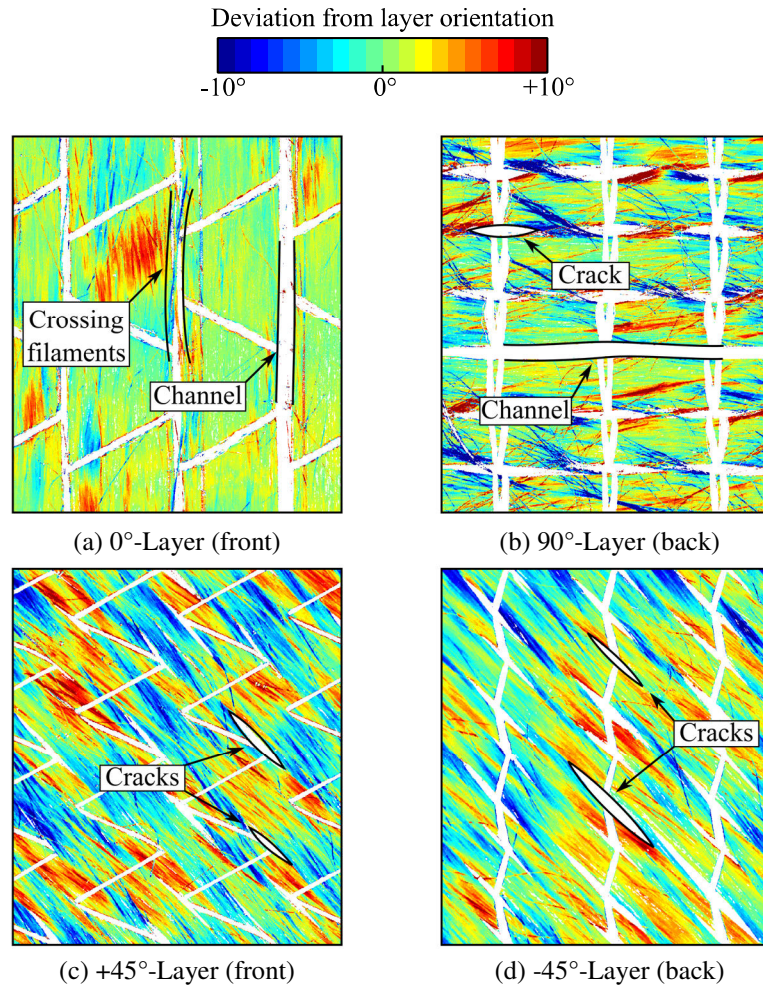 Deviation from layer orientation
-10° 0° +10°
Crossing
filaments
Channel
(a) 0°-Layer (front)
Crack
Channel
(b) 90°-Layer (back)
Cracks
(c) +45°-Layer (front)
Cracks
(d) -45°-Layer (back)